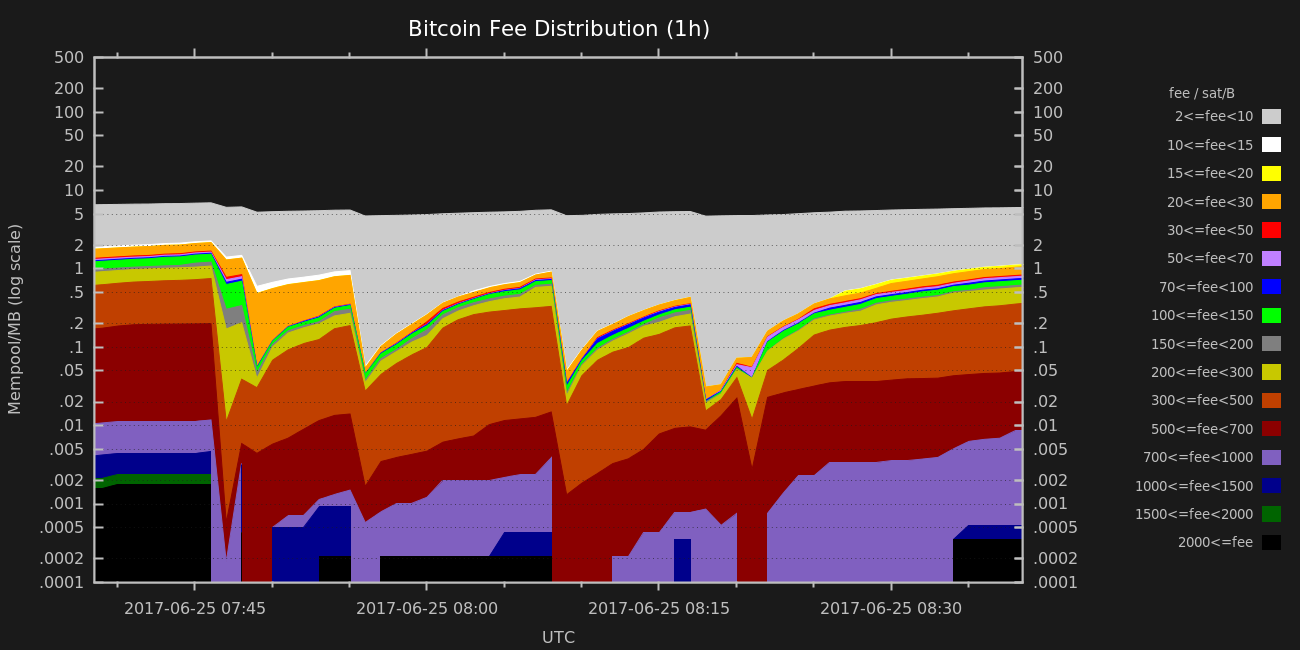 Bitcoin Fee Distribution (1h)
500 500
200 200
100 100
50 50
20 20
10 10
5 5
2 2
1 1
.5 .5
.2 .2
.1 .1
.05 .05
.02 .02
.01 .01
.005 .005
.002 .002
.001 .001
.0005 .0005
.0002 .0002
.0001 .0001
Mempool/MB (log scale)
2017-06-25 07:45 2017-06-25 08:00 2017-06-25 08:15 2017-06-25 08:30
UTC
fee / sat/B
2<=fee<10
10<=fee<15
15<=fee<20
20<=fee<30
30<=fee<50
50<=fee<70
70<=fee<100
100<=fee<150
150<=fee<200
200<=fee<300
300<=fee<500
500<=fee<700
700<=fee<1000
1000<=fee<1500
1500<=fee<2000
2000<=fee